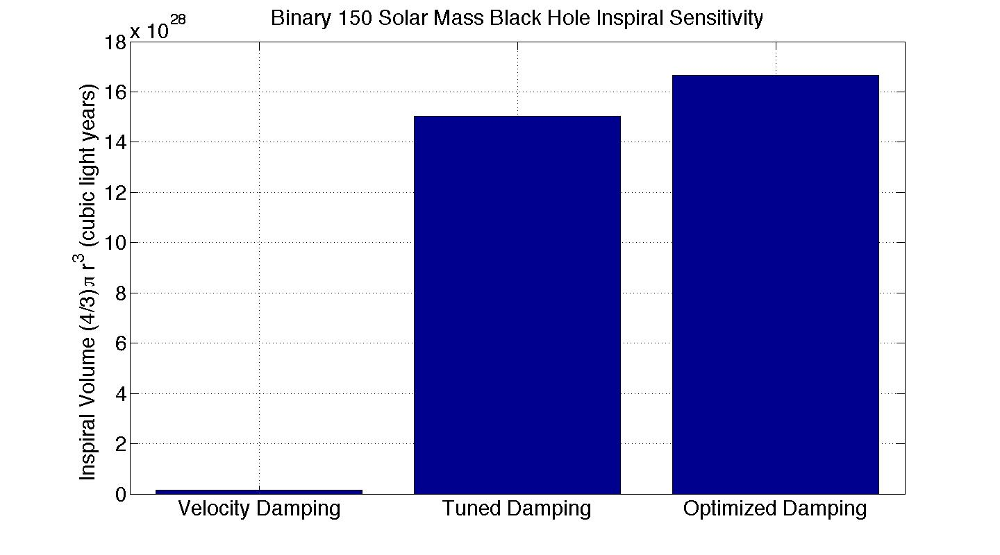 Binary 150 Solar Mass Black Hole Inspiral Sensitivity
x 10^28
Inspiral Volume (4/3)π r^3 (cubic light years)
18
16
14
12
10
8
6
4
2
0
Velocity Damping
Tuned Damping
Optimized Damping